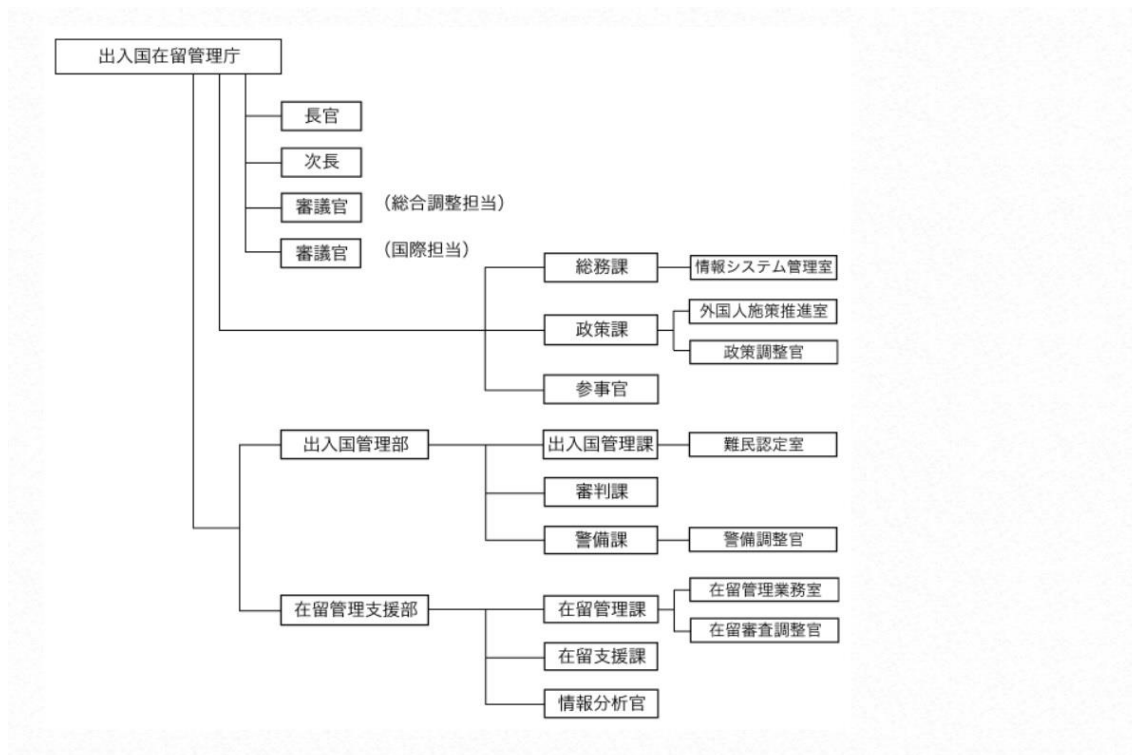 出入国在留管理庁
長官
次長
審議官 （総合調整担当）
審議官 （国際担当）
総務課 情報システム管理室
外国人施策推進室
政策課
政策調整官
参事官
出入国管理部 出入国管理課 難民認定室
審判課
警備課 警備調整官
在留管理業務室
在留管理支援部 在留管理課
在留審査調整官
在留支援課
情報分析官